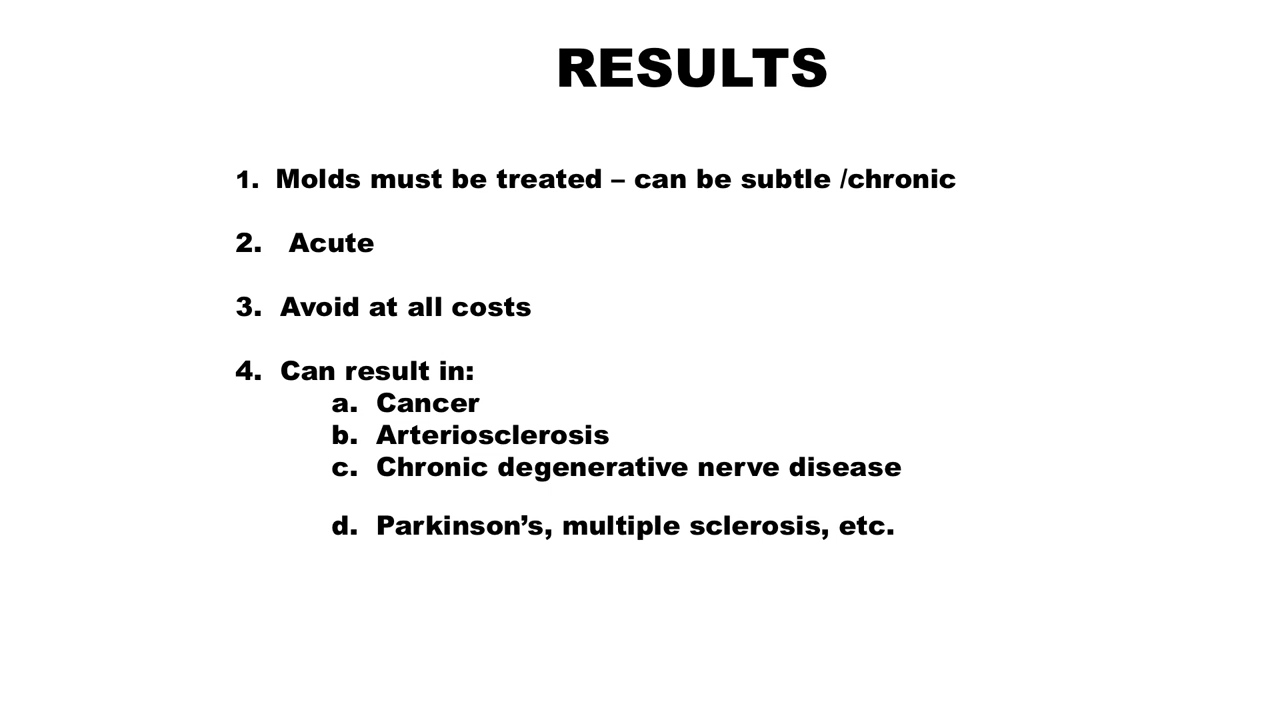 RESULTS
1. Molds must be treated – can be subtle /chronic
2. Acute
3. Avoid at all costs
4. Can result in:
a. Cancer
b. Arteriosclerosis
c. Chronic degenerative nerve disease
d. Parkinson’s, multiple sclerosis, etc.